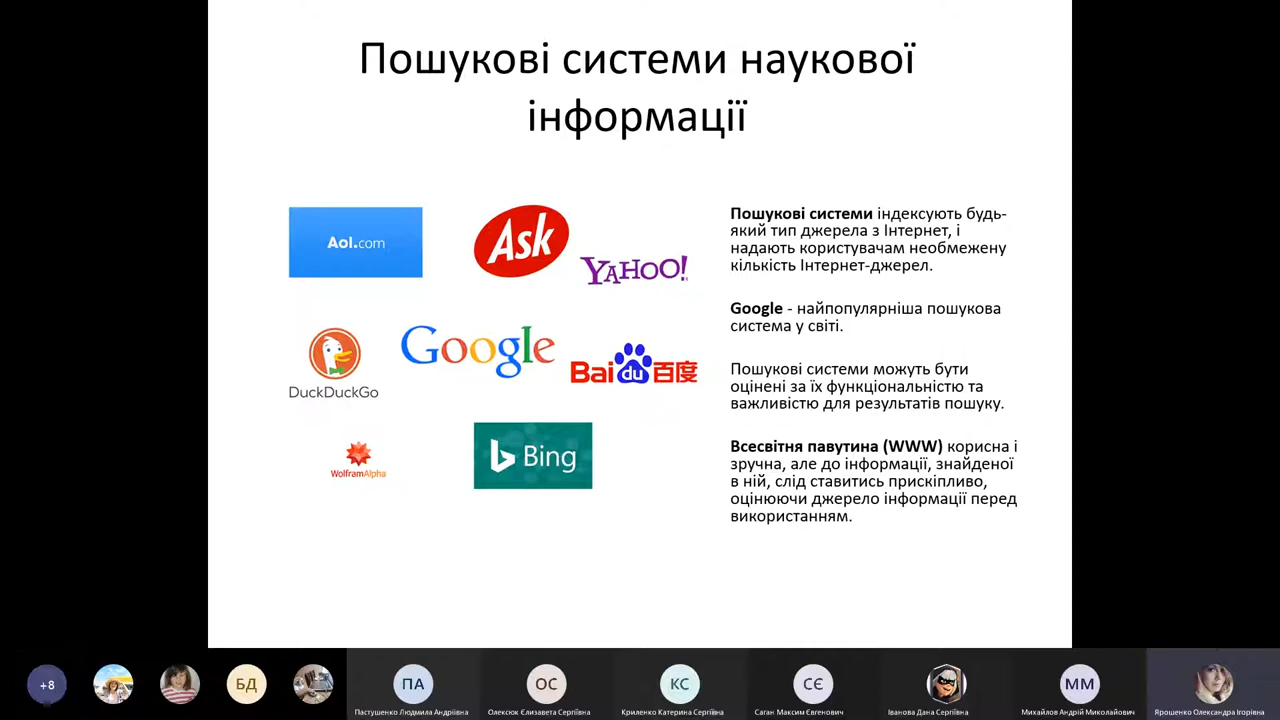 Пошукові системи наукової
інформації
Aol.com
Ask
YAHOO!
DuckDuckGo
Google
Bai du 百度
WolframAlpha
Bing
Пошукові системи індексують будь-
який тип джерела з Інтернет, і
надають користувачам необмежену
кількість Інтернет-джерел.
Google - найпопулярніша пошукова
система у світі.
Пошукові системи можуть бути
оцінені за їх функціональністю та
важливістю для результатів пошуку.
Всесвітня павутина (WWW) корисна і
зручна, але до інформації, знайденої
в ній, слід ставитись прискіпливо,
оцінюючи джерело інформації перед
використанням.
+8
БД
ПА
ОС
КС
СЄ
ММ
Пастушенко Людмила Андріївна
Олексюк Єлизавета Сергіївна
Криленко Катерина Сергіївна
Саган Максим Євгенович
Іванова Дана Сергіївна
Михайлов Андрій Миколайович
Ярошенко Олександра Ігорівна